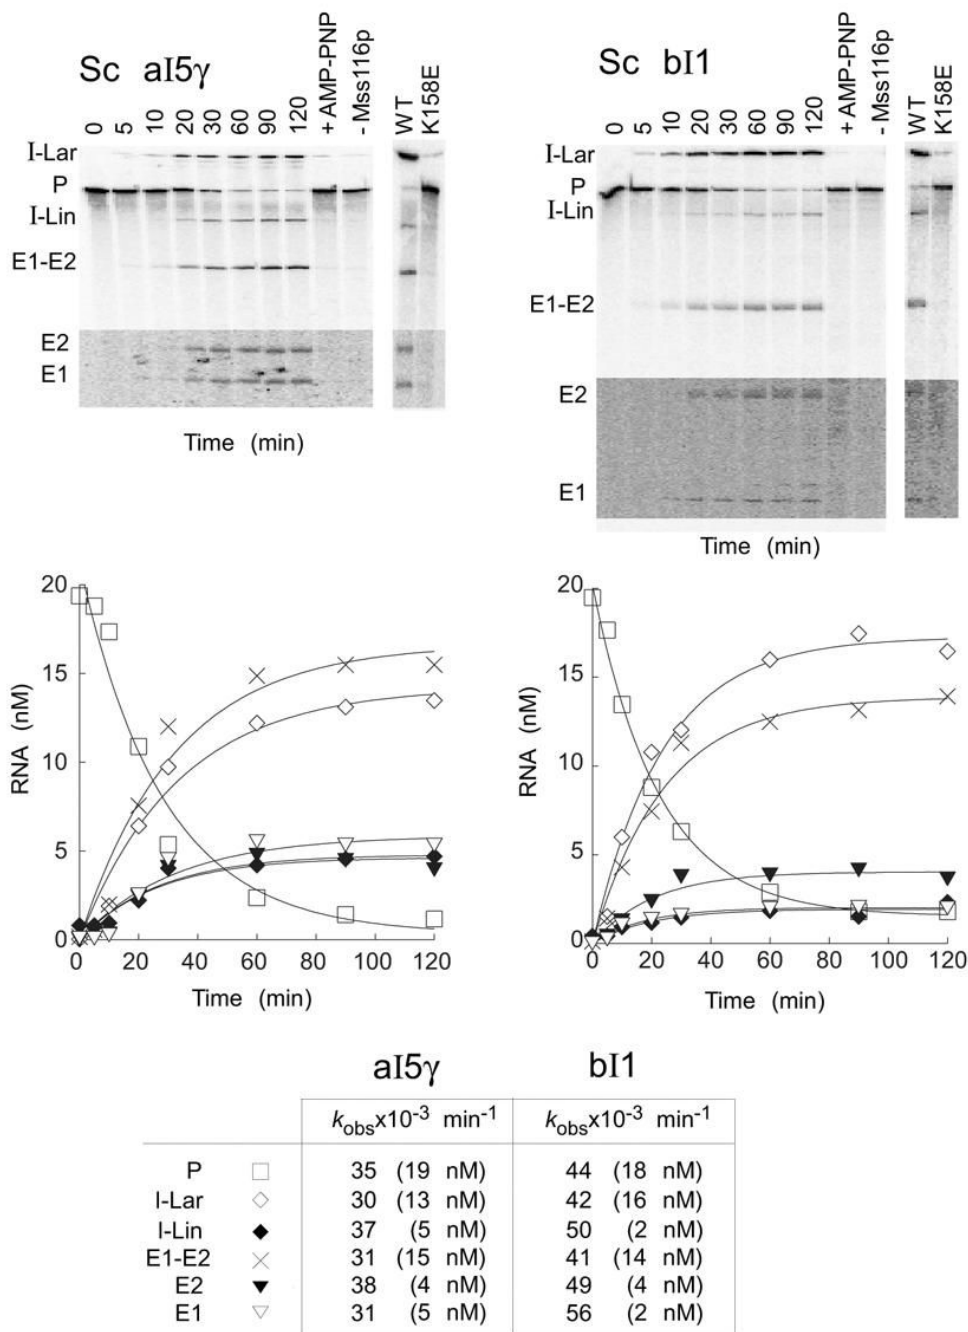 Sc aI5γ
0 5 10 20 30 60 90 120 + AMP-PNP - Mss116p WT K158E
I-Lar
P
I-Lin
E1-E2
E2
E1
Time (min)
Sc bI1
0 5 10 20 30 60 90 120 + AMP-PNP - Mss116p WT K158E
I-Lar
P
I-Lin
E1-E2
E2
E1
Time (min)
20
15
10
5
0
RNA (nM)
0 20 40 60 80 100 120
Time (min)
20
15
10
5
0
RNA (nM)
0 20 40 60 80 100 120
Time (min)
aI5γ bI1
kobsx10-3 min-1 kobsx10-3 min-1
P 35 (19 nM) 44 (18 nM)
I-Lar 30 (13 nM) 42 (16 nM)
I-Lin 37 (5 nM) 50 (2 nM)
E1-E2 31 (15 nM) 41 (14 nM)
E2 38 (4 nM) 49 (4 nM)
E1 31 (5 nM) 56 (2 nM)